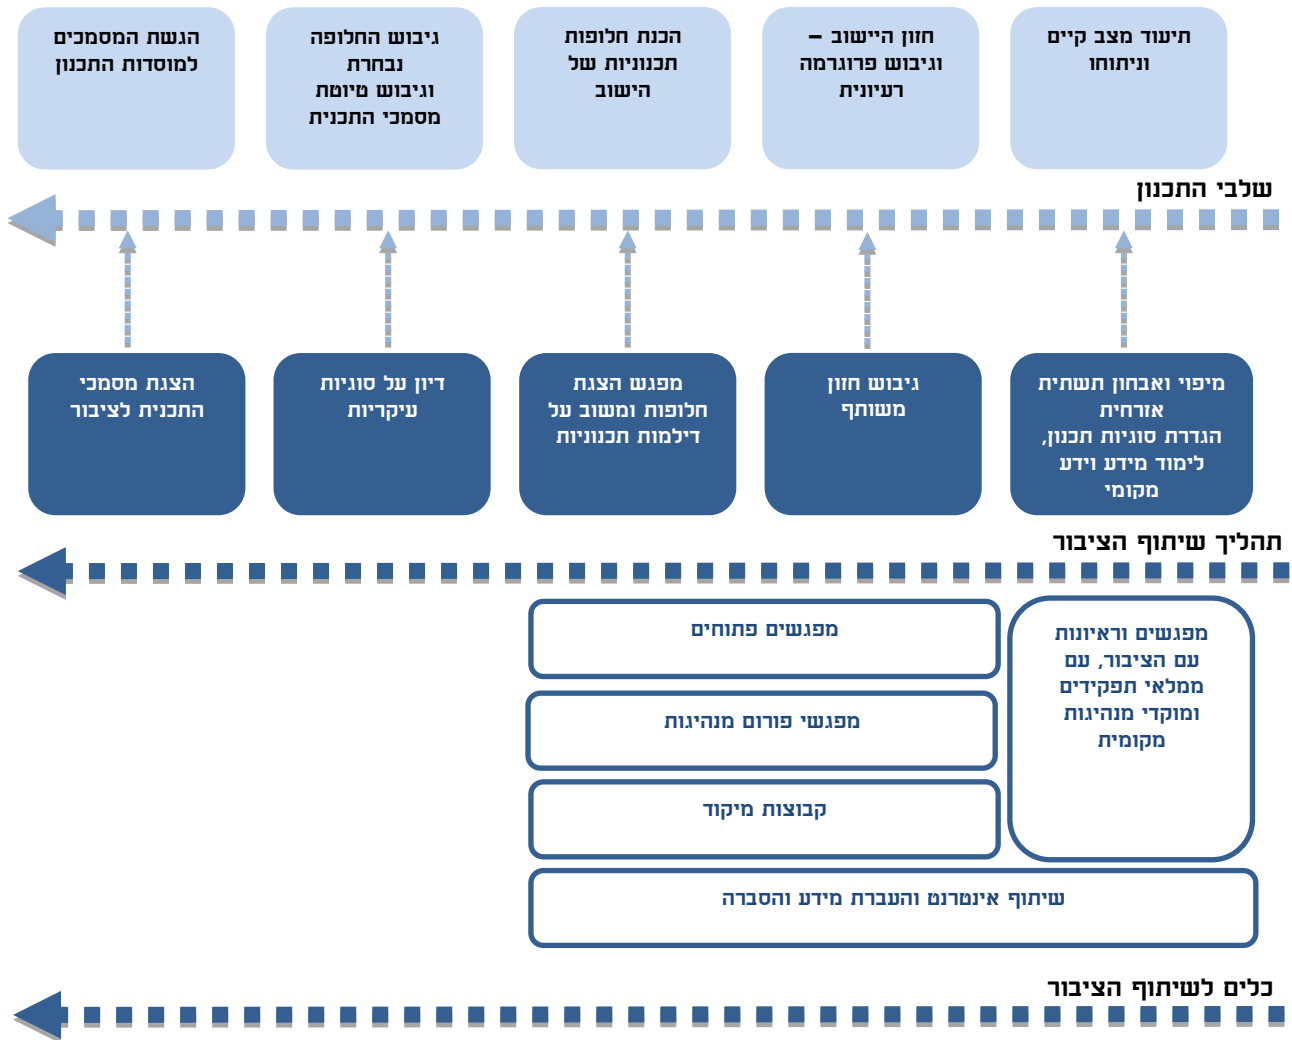 תיעוד מצב קיים
וניתוחו
חזון היישוב –
וגיבוש פרוגרמה
רעיונית
הכנת חלופות
תכנוניות של
הישוב
גיבוש החלופה
נבחרת
וגיבוש טיוטת
מסמכי התכנית
הגשת המסמכים
למוסדות התכנון
שלבי התכנון
מיפוי ואבחון תשתית
אזרחית
הגדרת סוגיות תכנון,
לימוד מידע וידע
מקומי
גיבוש חזון
משותף
מפגש הצגת
חלופות ומשוב על
דילמות תכנוניות
דיון על סוגיות
עיקריות
הצגת מסמכי
התכנית לציבור
תהליך שיתוף הציבור
מפגשים וראיונות
עם הציבור, עם
ממלאי תפקידים
ומוקדי מנהיגות
מקומית
מפגשים פתוחים
מפגשי פורום מנהיגות
קבוצות מיקוד
שיתוף אינטרנט והעברת מידע והסברה
כלים לשיתוף הציבור